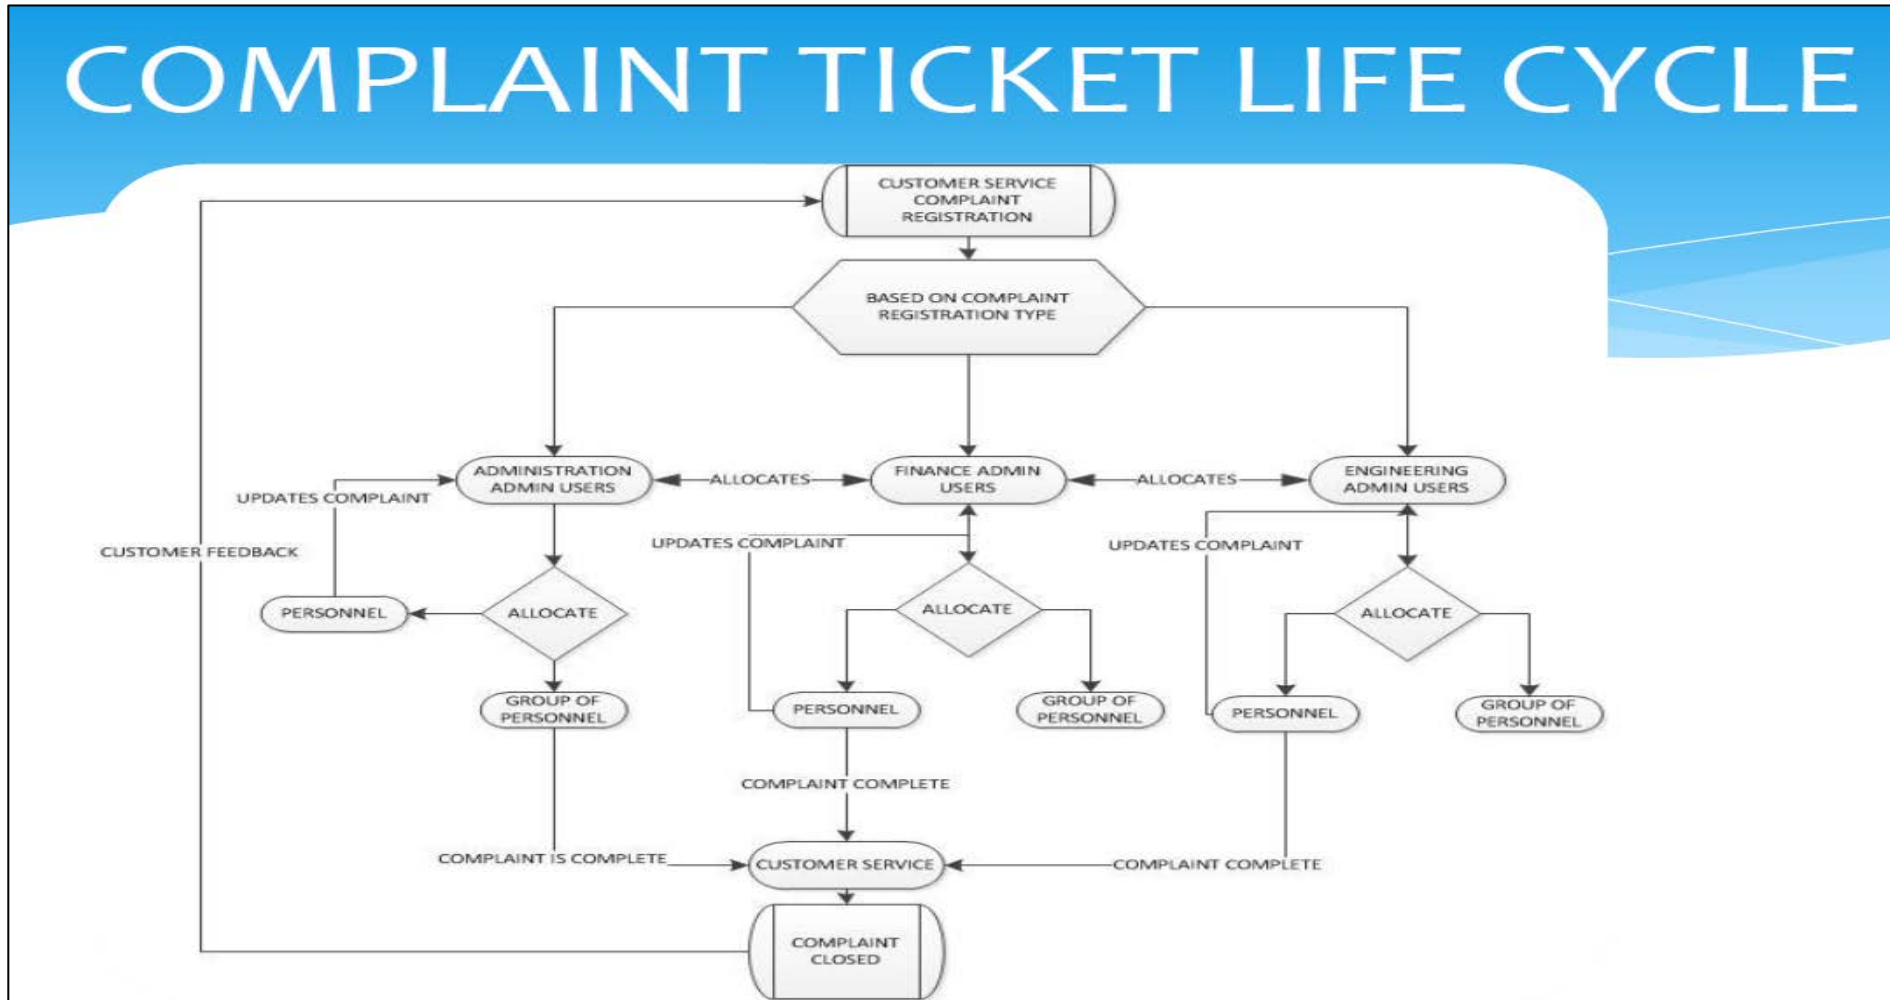 COMPLAINT TICKET LIFE CYCLE
CUSTOMER SERVICE
COMPLAINT
REGISTRATION
BASED ON COMPLAINT
REGISTRATION TYPE
ADMINISTRATION
ADMIN USERS
ALLOCATES
FINANCE ADMIN
USERS
ALLOCATES
ENGINEERING
ADMIN USERS
UPDATES COMPLAINT
UPDATES COMPLAINT
UPDATES COMPLAINT
CUSTOMER FEEDBACK
PERSONNEL
ALLOCATE
ALLOCATE
ALLOCATE
GROUP OF
PERSONNEL
PERSONNEL
GROUP OF
PERSONNEL
PERSONNEL
GROUP OF
PERSONNEL
COMPLAINT COMPLETE
COMPLAINT IS COMPLETE
CUSTOMER SERVICE
COMPLAINT COMPLETE
COMPLAINT
CLOSED